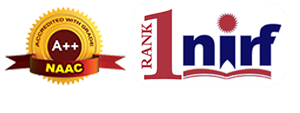 ACCREDITED WITH GRADE
A++
NAAC
RANK
1
nirf